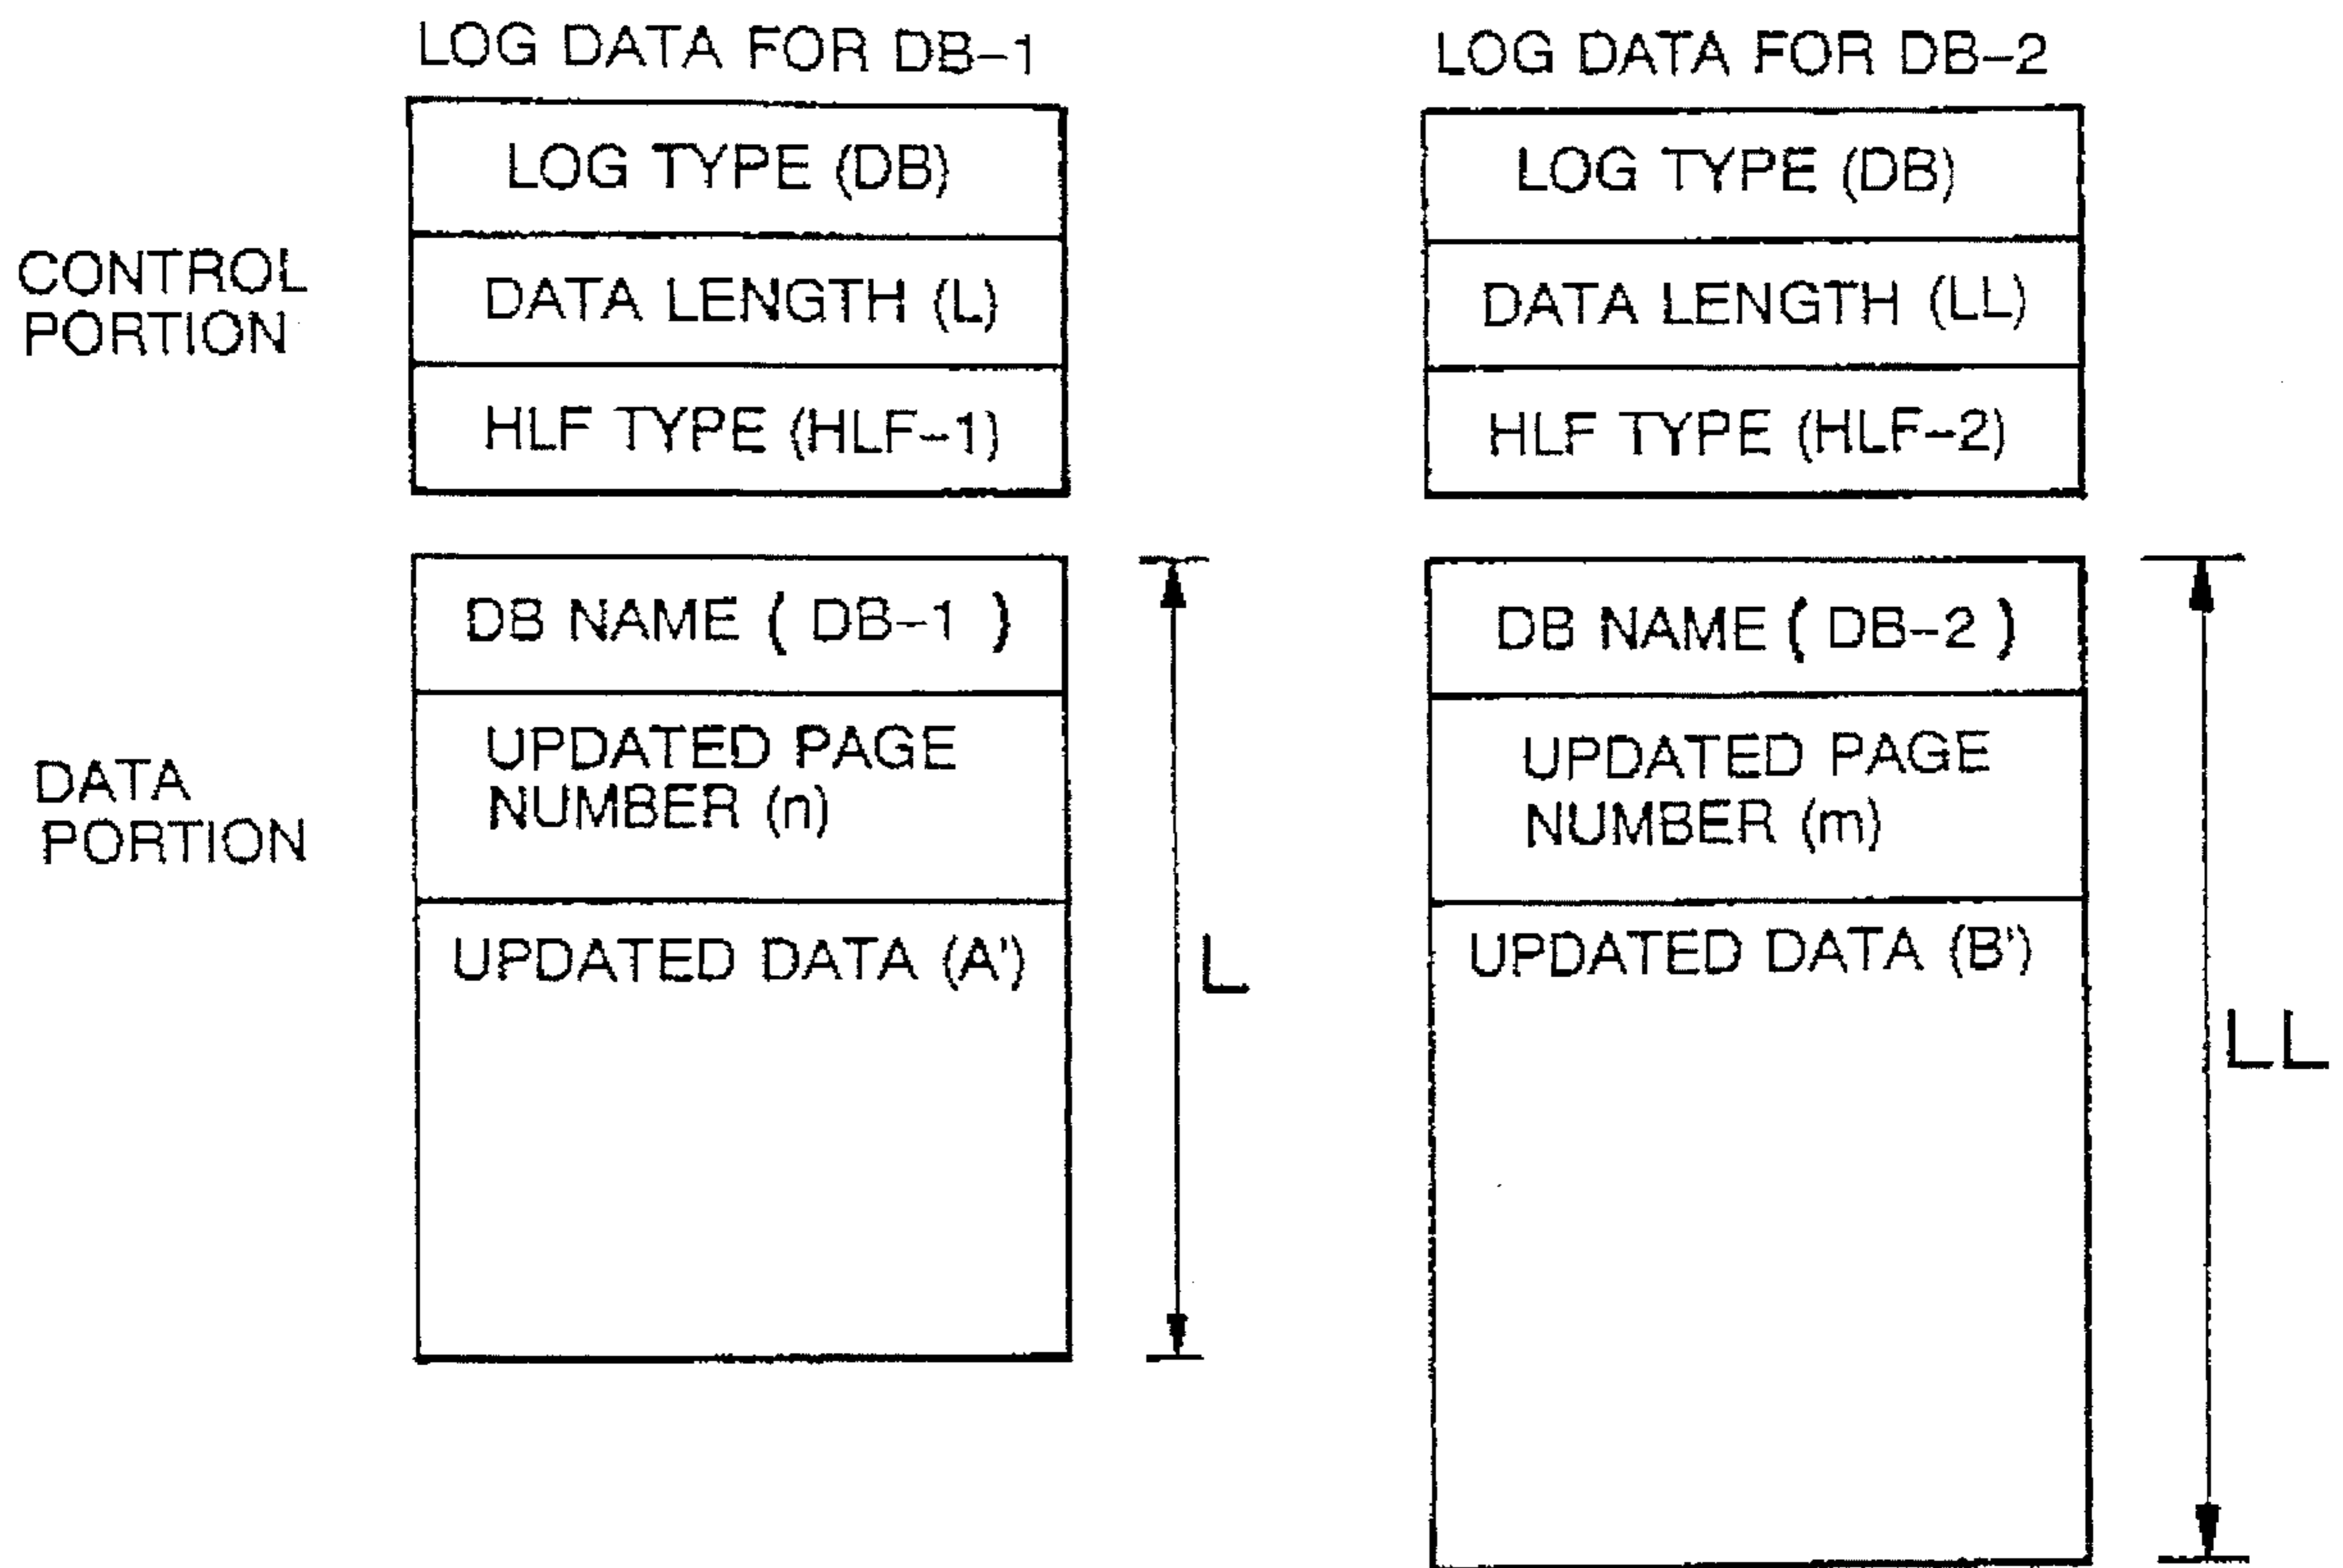 LOG DATA FOR DB-1
LOG TYPE (DB)
CONTROL
PORTION
DATA LENGTH (L)
HLF TYPE (HLF-1)
DB NAME ( DB-1 )
UPDATED PAGE
NUMBER (n)
DATA
PORTION
UPDATED DATA (A')
L
LOG DATA FOR DB-2
LOG TYPE (DB)
DATA LENGTH (LL)
HLF TYPE (HLF-2)
DB NAME ( DB-2 )
UPDATED PAGE
NUMBER (m)
UPDATED DATA (B')
LL